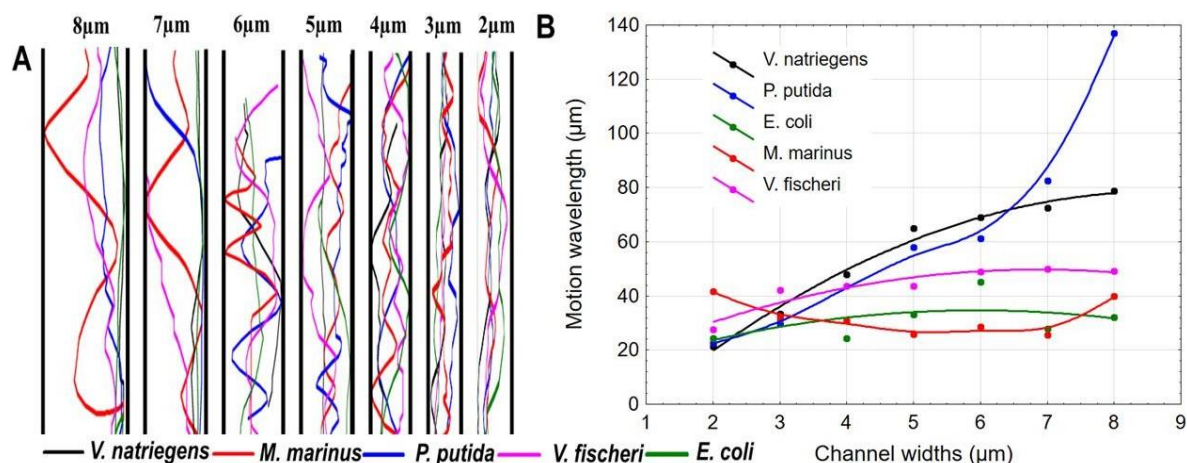 8µm 7µm 6µm 5µm 4µm 3µm 2µm
A
V. natriegens M. marinus P. putida V. fischeri E. coli
B
Motion wavelength (µm)
140
120
100
80
60
40
20
0
V. natriegens
P. putida
E. coli
M. marinus
V. fischeri
1 2 3 4 5 6 7 8 9
Channel widths (µm)